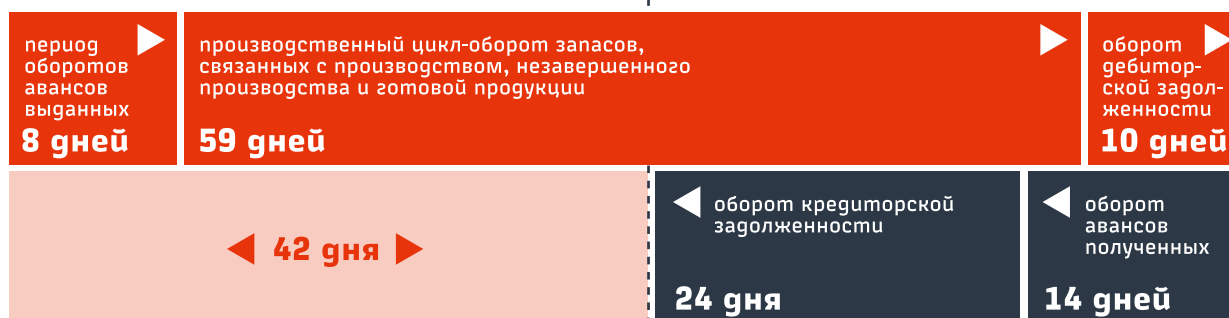 период
оборотов
авансов
выданных
8 дней
производственный цикл-оборот запасов,
связанных с производством, незавершенного
производства и готовой продукции
59 дней
оборот
дебитор-
ской задол-
женности
10 дней
42 дня
оборот кредиторской
задолженности
24 дня
оборот
авансов
полученных
14 дней